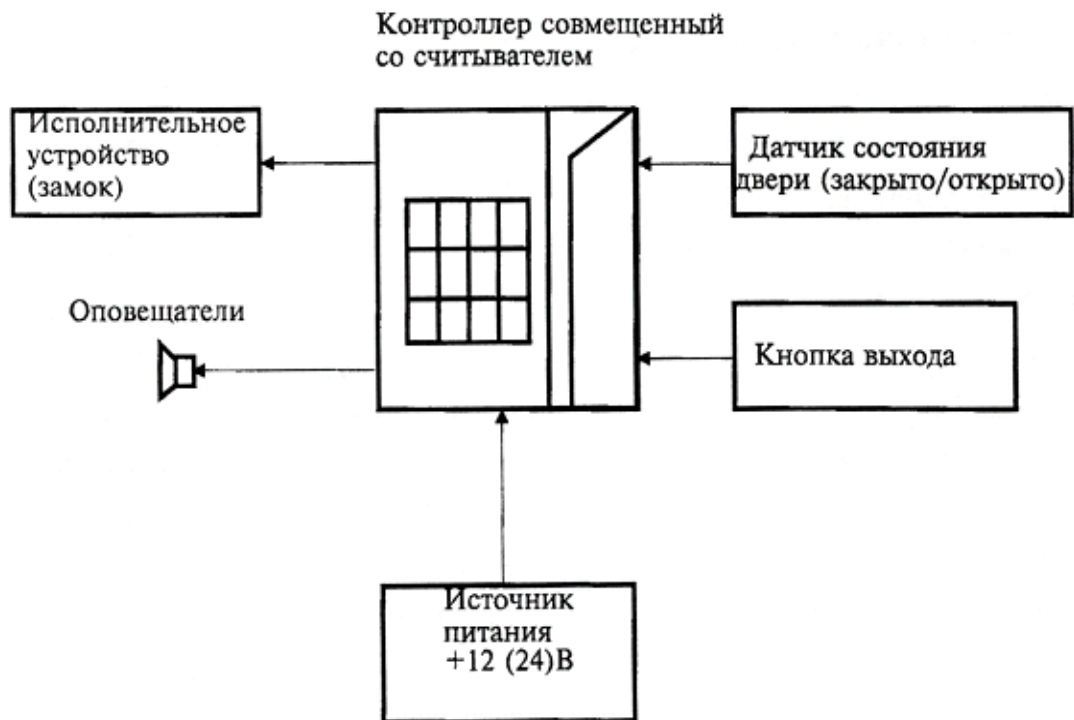 Контроллер совмещенный
со считывателем
Исполнительное
устройство
(замок)
Датчик состояния
двери (закрыто/открыто)
Оповещатели
Кнопка выхода
Источник
питания
+12 (24)В